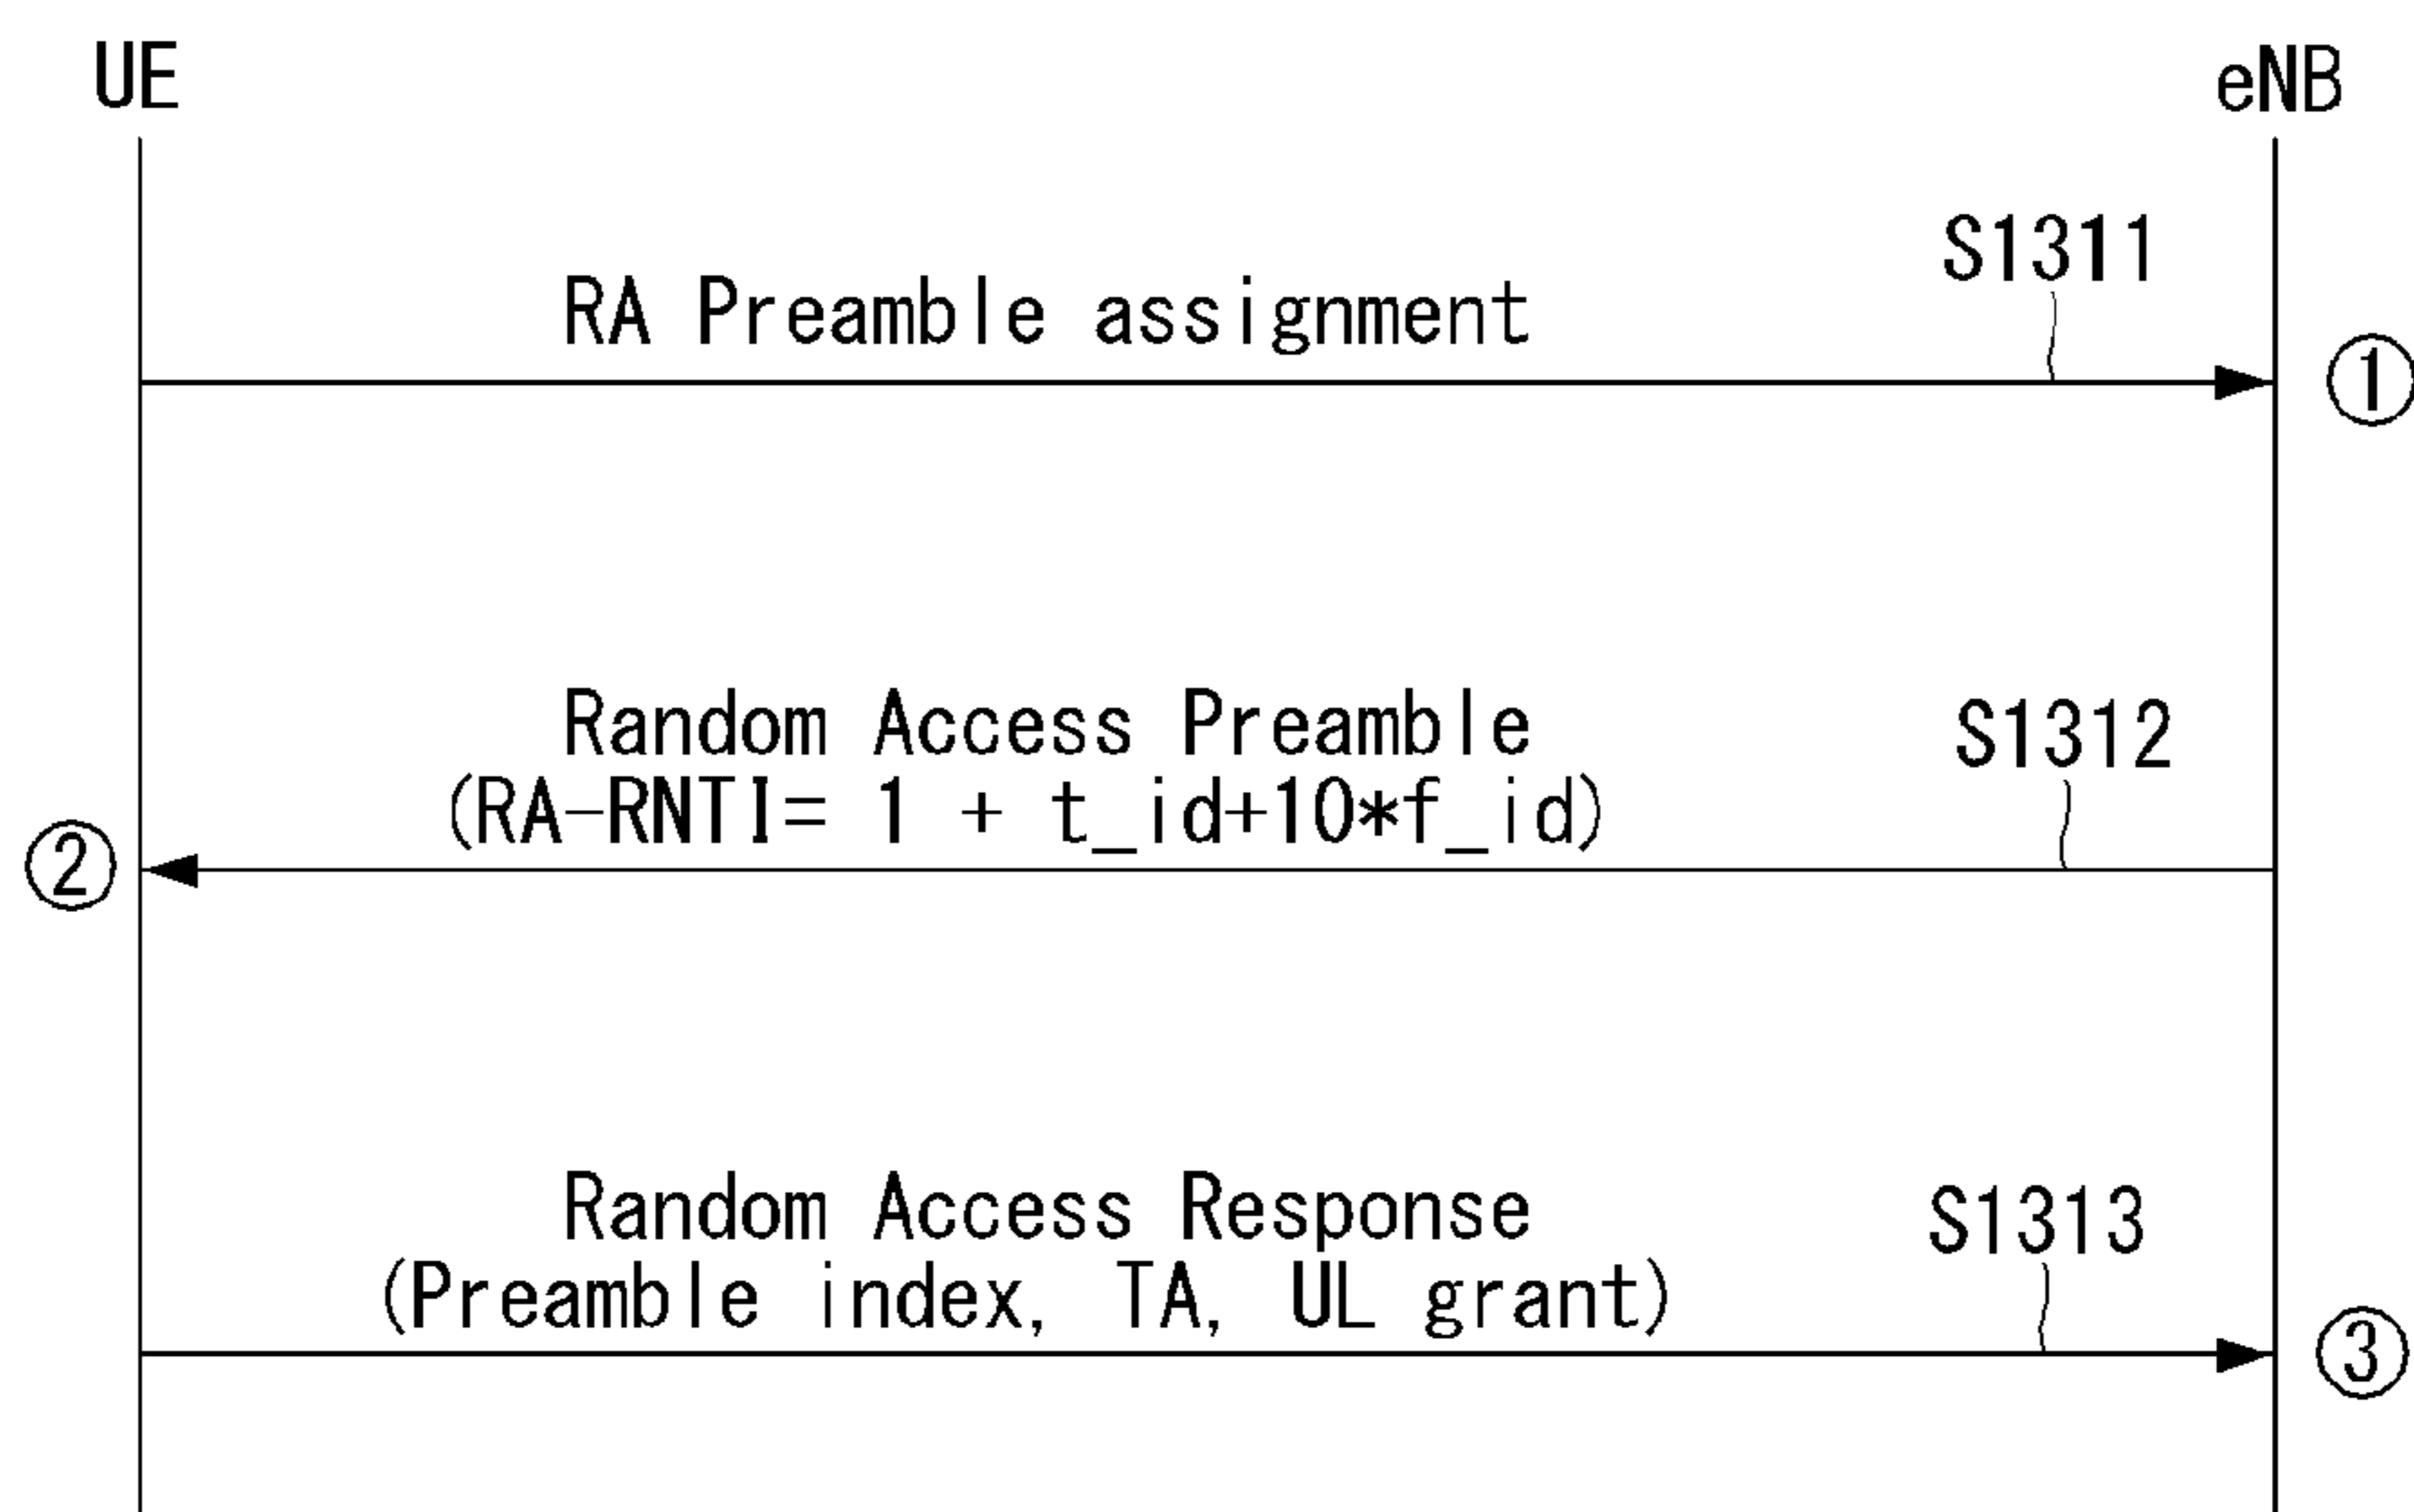 UE
eNB
S1311
RA Preamble assignment
①
S1312
Random Access Preamble
(RA-RNTI= 1 + t_id+10*f_id)
②
S1313
Random Access Response
(Preamble index, TA, UL grant)
③